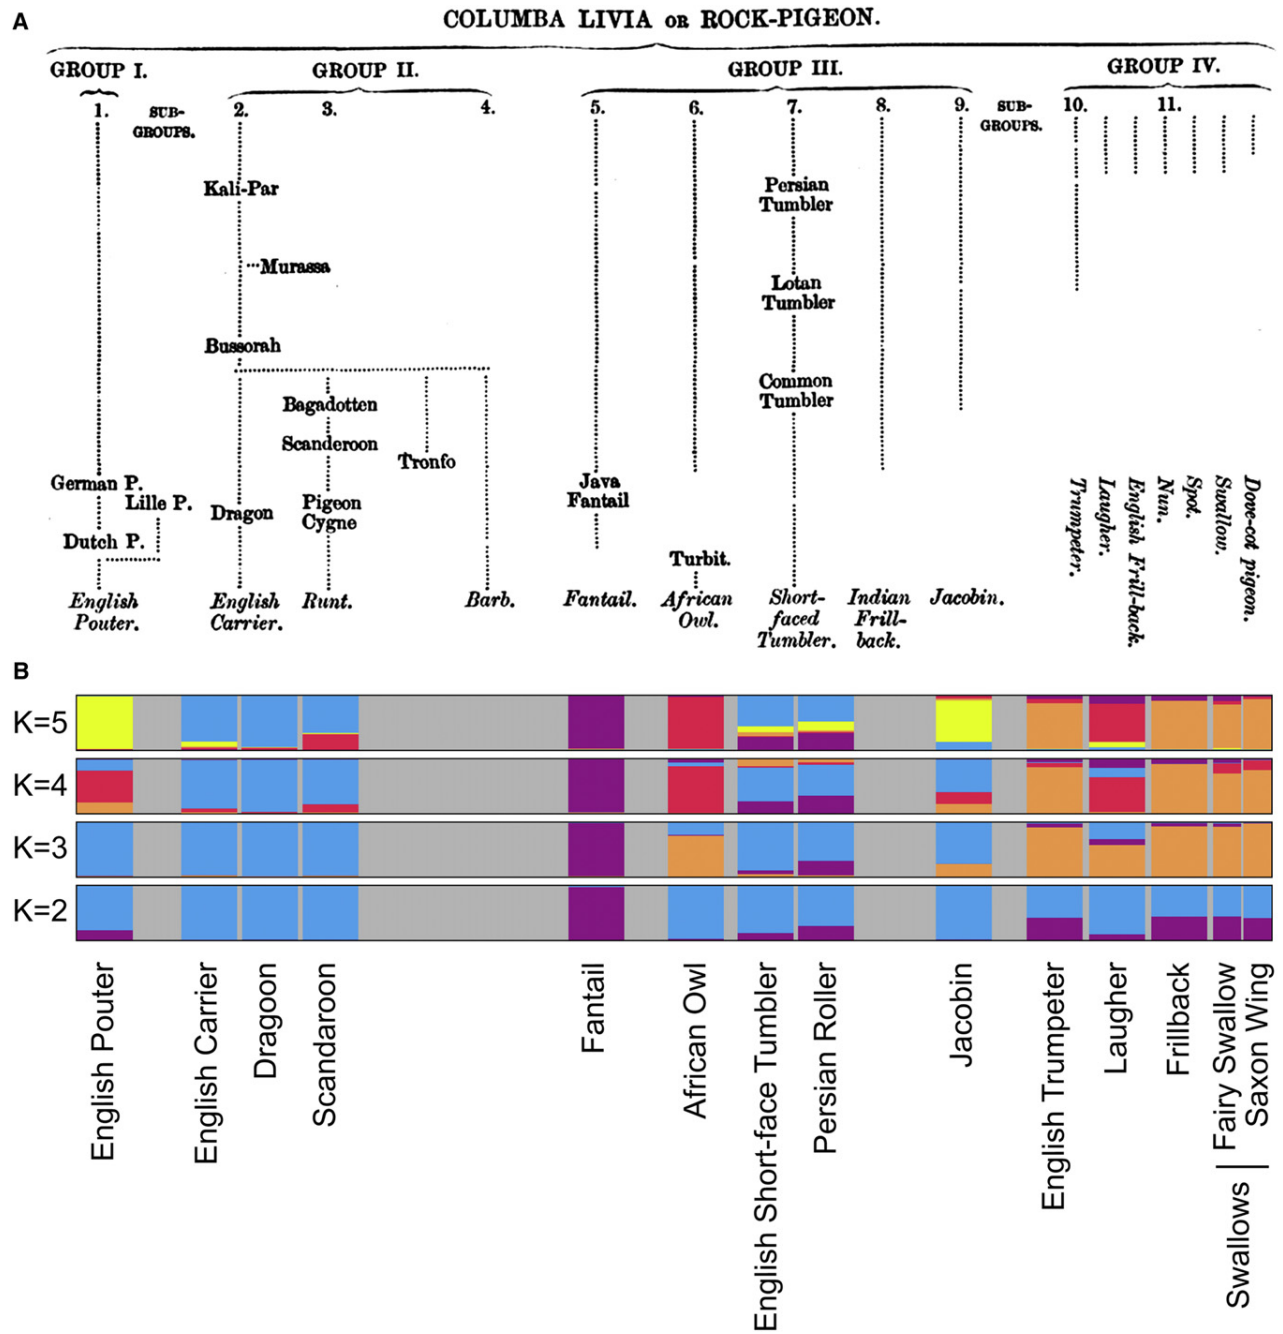 A
COLUMBA LIVIA OR ROCK-PIGEON.
GROUP I.
GROUP II.
GROUP III.
GROUP IV.
1.
SUB-
GROUPS.
2.
3.
4.
5.
6.
7.
8.
9.
SUB-
GROUPS.
10.
11.
Kali-Par
Murassa
Bussorah
Bagadotten
Scanderoon
Tronfo
German P.
Lille P.
Dutch P.
Dragon
Pigeon
Cygne
Java
Fantail
Turbit.
Persian
Tumbler
Lotan
Tumbler
Common
Tumbler
English
Pouter.
English
Carrier.
Runt.
Barb.
Fantail.
African
Owl.
Short-
faced
Tumbler.
Indian
Frill-
back.
Jacobin.
Trumpeter.
Laugher.
English Frill-back.
Nun.
Spot.
Swallow.
Dove-cot pigeon.
B
K=5
K=4
K=3
K=2
English Pouter
English Carrier
Dragoon
Scandaroon
Fantail
African Owl
English Short-face Tumbler
Persian Roller
Jacobin
English Trumpeter
Laugher
Frillback
Fairy Swallow
Saxon Wing
Swallows